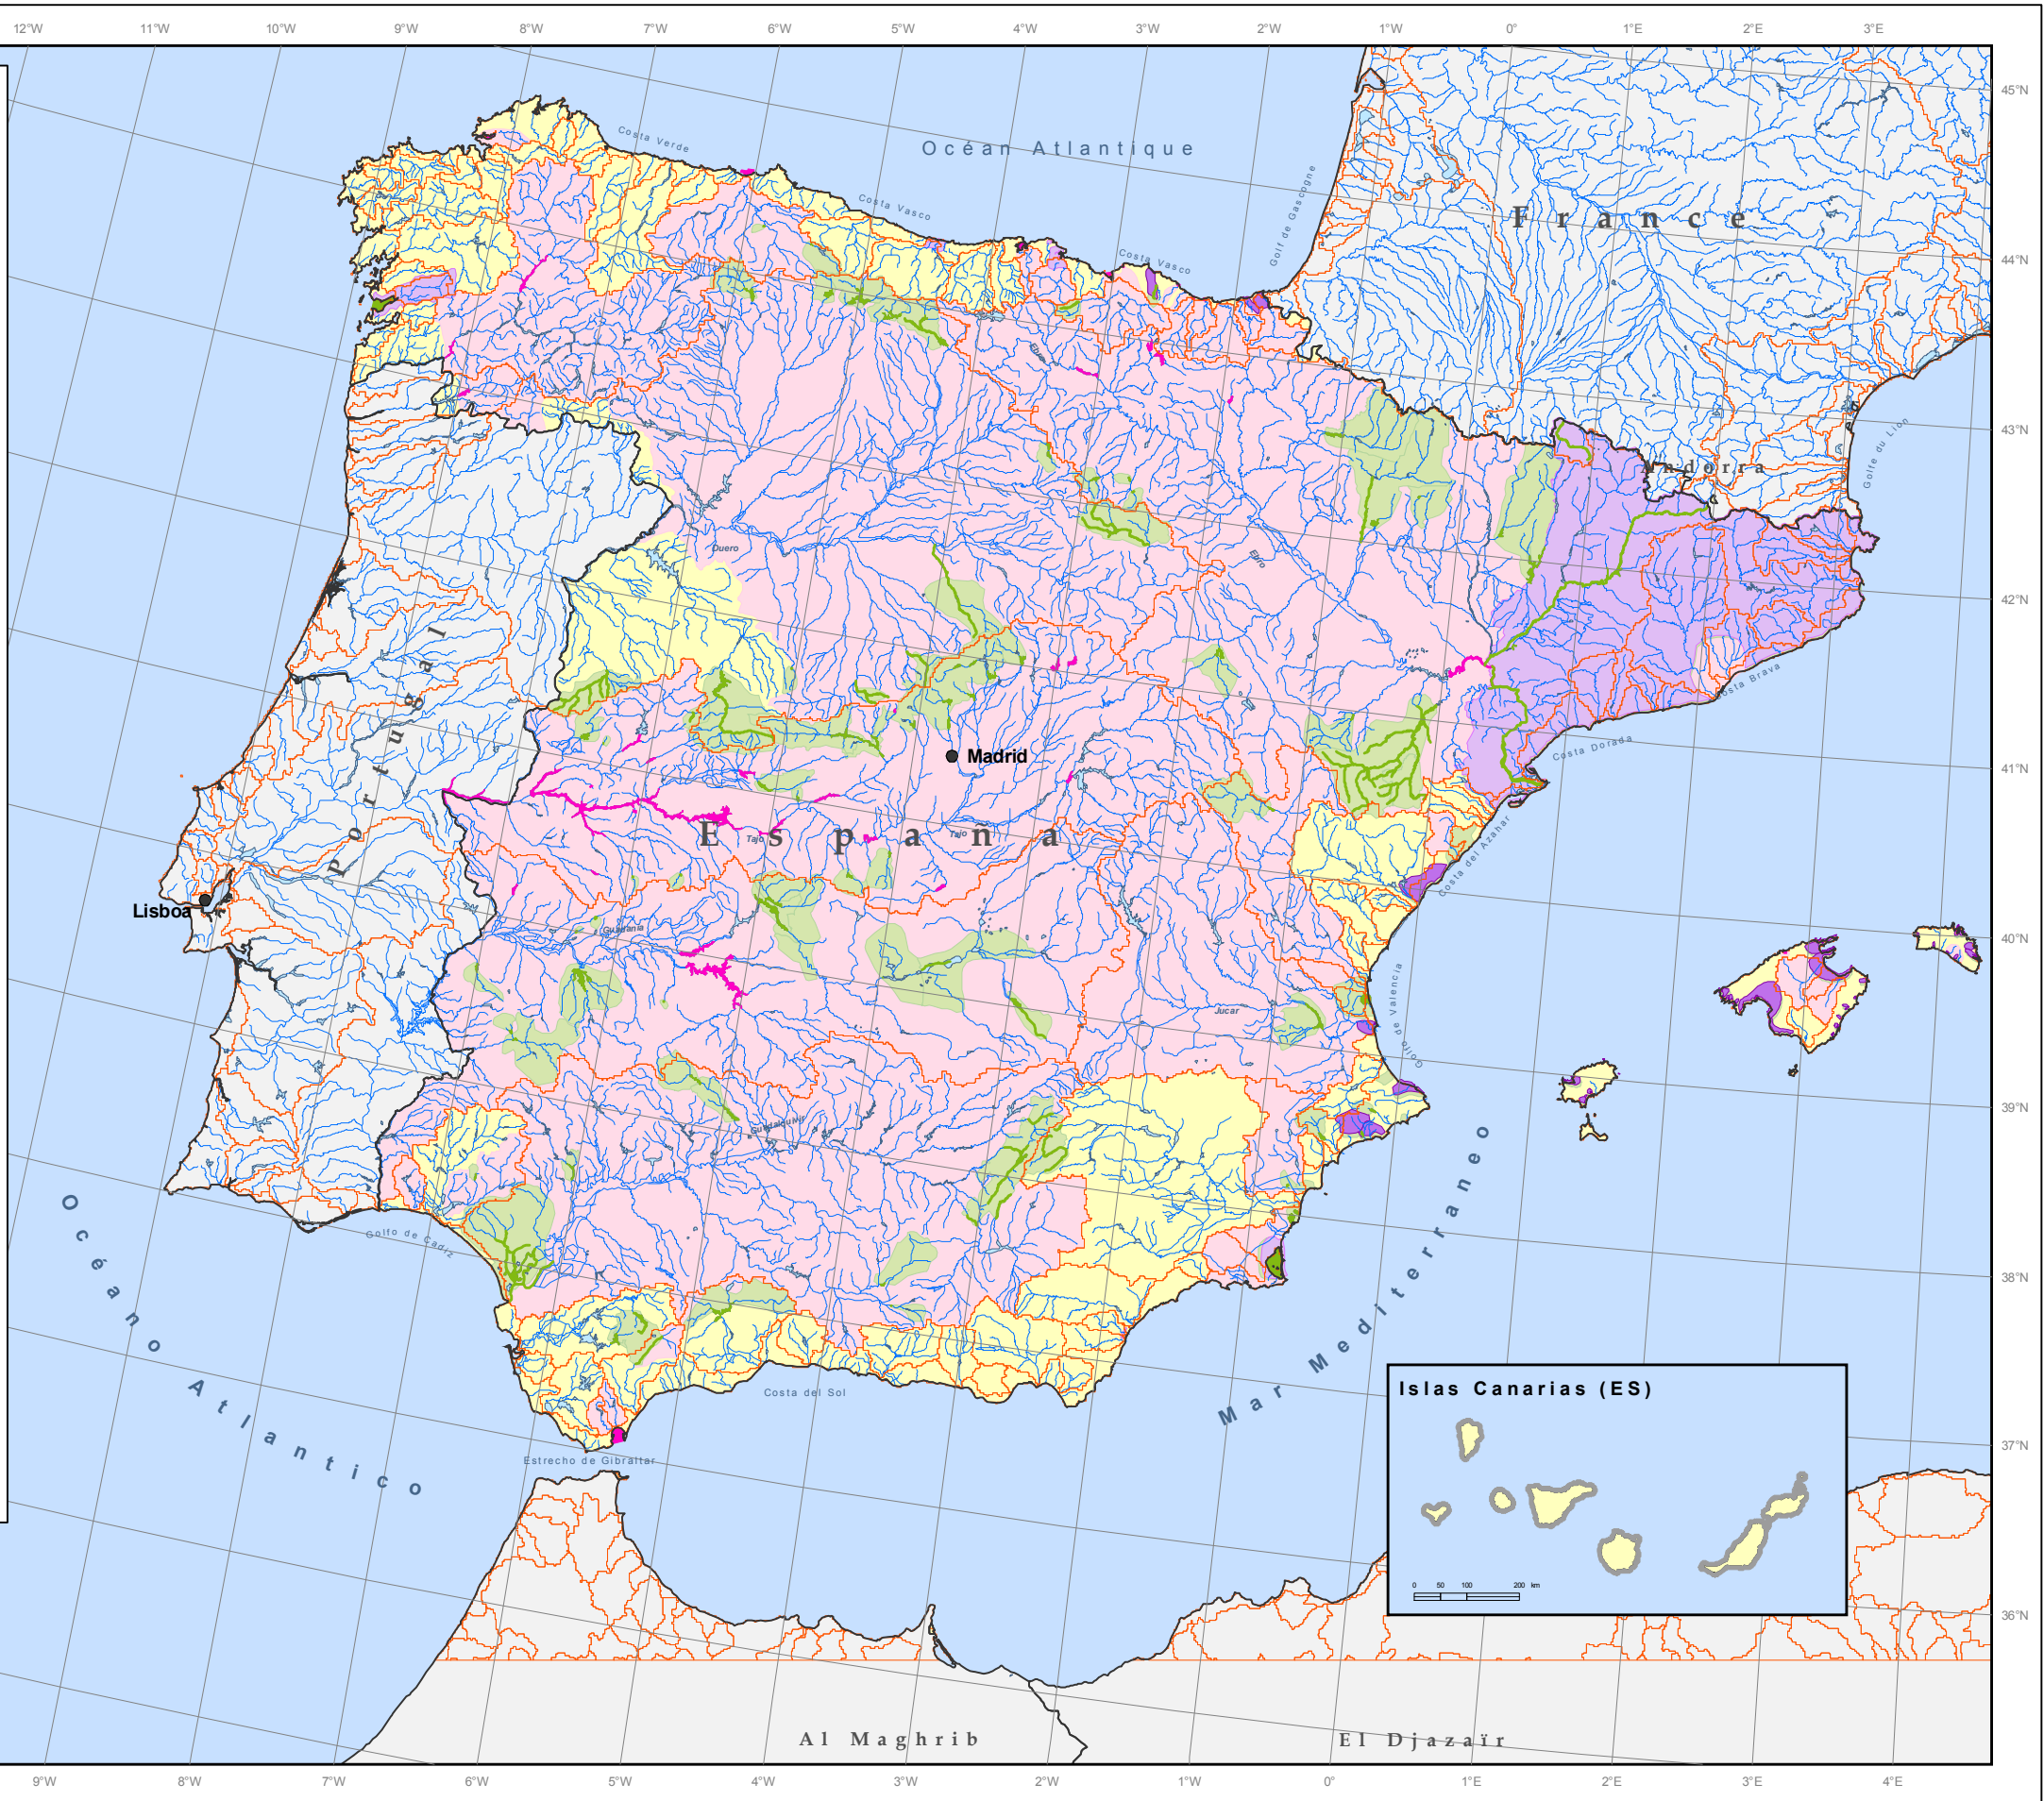 12°W 11°W 10°W 9°W 8°W 7°W 6°W 5°W 4°W 3°W 2°W 1°W 0° 1°E 2°E 3°E
45°N
Costa Verde
Océan Atlantique
Costa Vasco
Golf de Gascogne
France
Costa Vasco
44°N
Ebro
43°N
Golfe du Lion
Andorra
Duero
Ebro
42°N
Portugal
Costa Brava
Costa Dorada
Madrid
41°N
España
Tajo
Tajo
Costa del Azahar
Lisboa
Guadiana
40°N
Golfo de Valencia
Jucar
39°N
Guadalquivir
Mar Mediterraneo
Océano Atlantico
Golfo de Cadiz
38°N
Islas Canarias (ES)
Costa del Sol
37°N
Estrecho de Gibraltar
0 50 100 200 km
36°N
Al Maghrib
El Djazaïr
9°W 8°W 7°W 6°W 5°W 4°W 3°W 2°W 1°W 0° 1°E 2°E 3°E 4°E